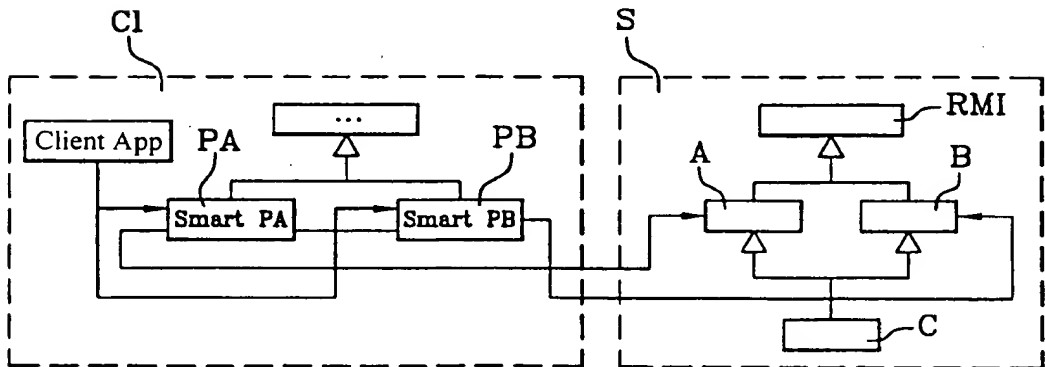 Cl
S
...
RMI
Client App
PA
PB
A
B
Smart PA
Smart PB
C